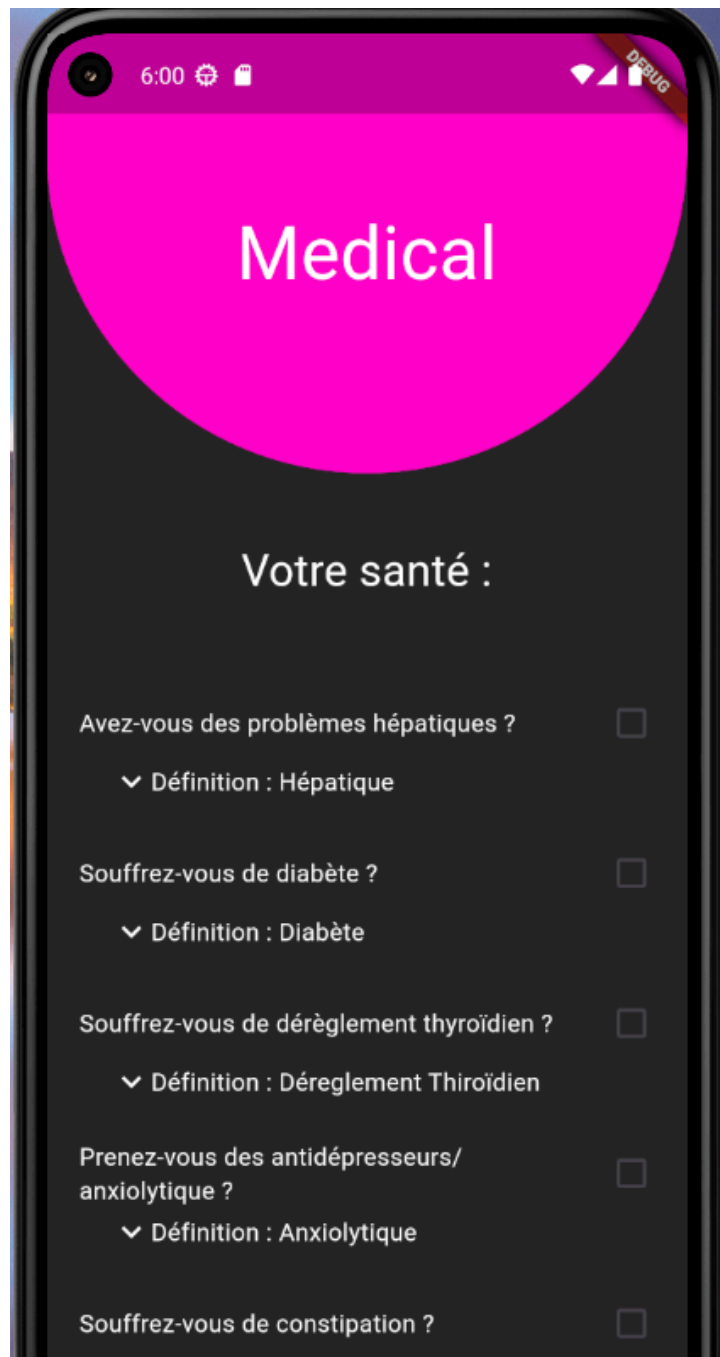 6:00
DEBUG
Medical
Votre santé :
Avez-vous des problèmes hépatiques ?
Définition : Hépatique
Souffrez-vous de diabète ?
Définition : Diabète
Souffrez-vous de dérèglement thyroïdien ?
Définition : Déreglement Thiroïdien
Prenez-vous des antidépresseurs/
anxiolytique ?
Définition : Anxiolytique
Souffrez-vous de constipation ?